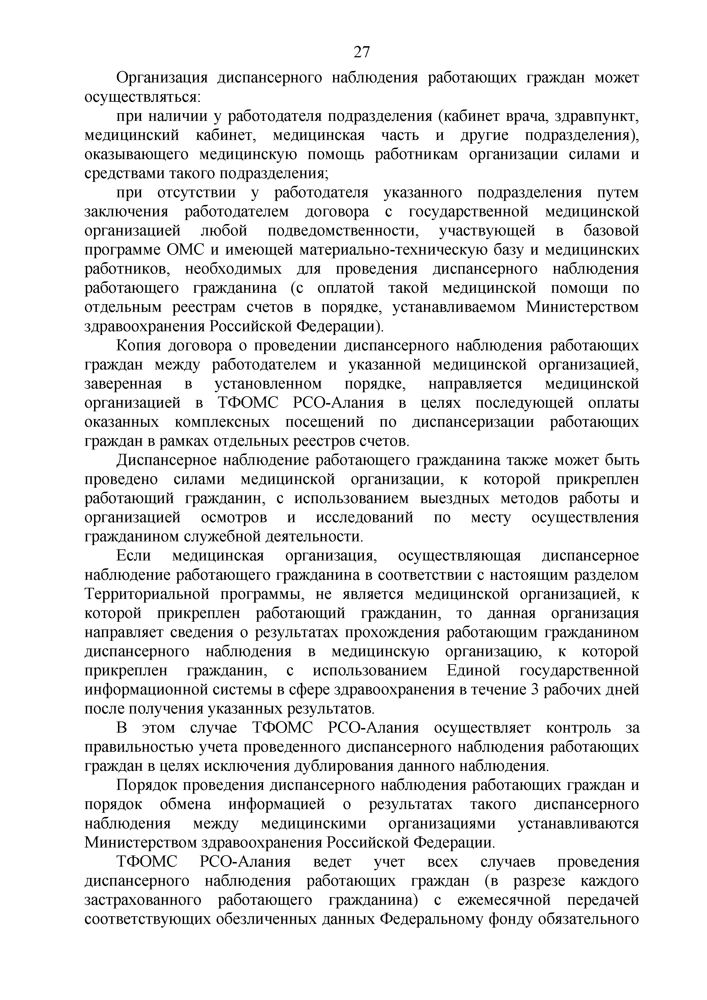 27
Организация диспансерного наблюдения работающих граждан может
осуществляться:
при наличии у работодателя подразделения (кабинет врача, здравпункт,
медицинский кабинет, медицинская часть и другие подразделения),
оказывающего медицинскую помощь работникам организации силами и
средствами такого подразделения;
при отсутствии у работодателя указанного подразделения путем
заключения работодателем договора с государственной медицинской
организацией любой подведомственности, участвующей в базовой
программе ОМС и имеющей материально-техническую базу и медицинских
работников, необходимых для проведения диспансерного наблюдения
работающего гражданина (с оплатой такой медицинской помощи по
отдельным реестрам счетов в порядке, устанавливаемом Министерством
здравоохранения Российской Федерации).
Копия договора о проведении диспансерного наблюдения работающих
граждан между работодателем и указанной медицинской организацией,
заверенная в установленном порядке, направляется медицинской
организацией в ТФОМС РСО-Алания в целях последующей оплаты
оказанных комплексных посещений по диспансеризации работающих
граждан в рамках отдельных реестров счетов.
Диспансерное наблюдение работающего гражданина также может быть
проведено силами медицинской организации, к которой прикреплен
работающий гражданин, с использованием выездных методов работы и
организацией осмотров и исследований по месту осуществления
гражданином служебной деятельности.
Если медицинская организация, осуществляющая диспансерное
наблюдение работающего гражданина в соответствии с настоящим разделом
Территориальной программы, не является медицинской организацией, к
которой прикреплен работающий гражданин, то данная организация
направляет сведения о результатах прохождения работающим гражданином
диспансерного наблюдения в медицинскую организацию, к которой
прикреплен гражданин, с использованием Единой государственной
информационной системы в сфере здравоохранения в течение 3 рабочих дней
после получения указанных результатов.
В этом случае ТФОМС РСО-Алания осуществляет контроль за
правильностью учета проведенного диспансерного наблюдения работающих
граждан в целях исключения дублирования данного наблюдения.
Порядок проведения диспансерного наблюдения работающих граждан и
порядок обмена информацией о результатах такого диспансерного
наблюдения между медицинскими организациями устанавливаются
Министерством здравоохранения Российской Федерации.
ТФОМС РСО-Алания ведет учет всех случаев проведения
диспансерного наблюдения работающих граждан (в разрезе каждого
застрахованного работающего гражданина) с ежемесячной передачей
соответствующих обезличенных данных Федеральному фонду обязательного